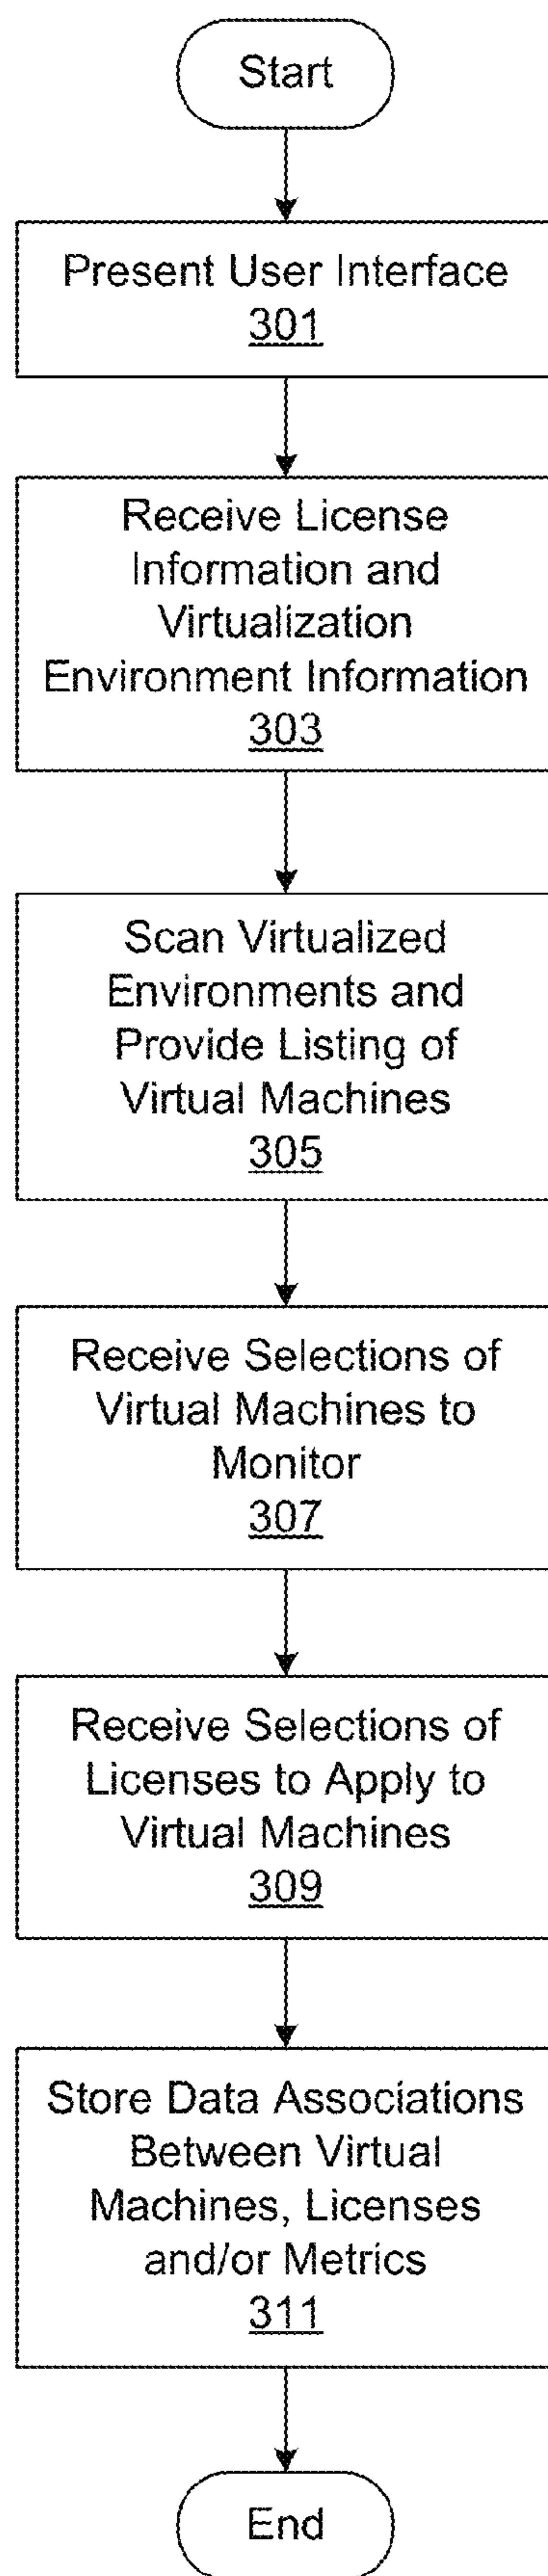 Start
Present User Interface
301
Receive License
Information and
Virtualization
Environment Information
303
Scan Virtualized
Environments and
Provide Listing of
Virtual Machines
305
Receive Selections of
Virtual Machines to
Monitor
307
Receive Selections of
Licenses to Apply to
Virtual Machines
309
Store Data Associations
Between Virtual
Machines, Licenses
and/or Metrics
311
End